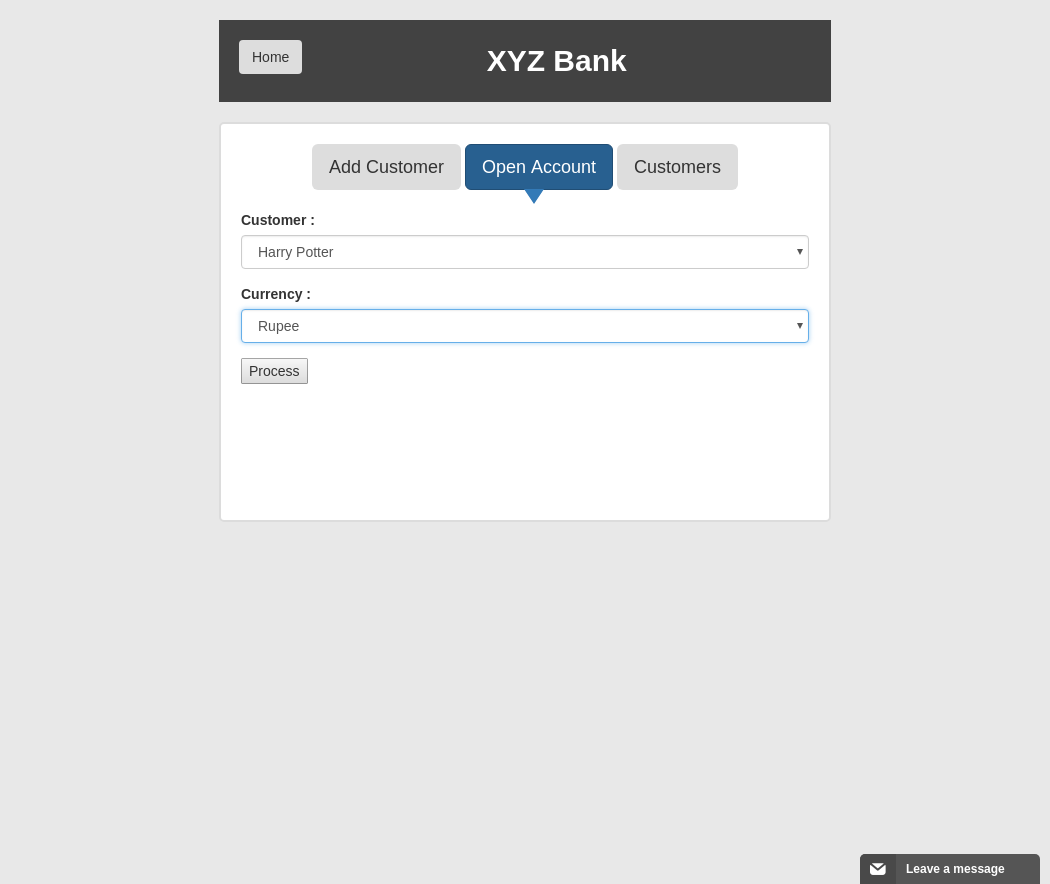 Home
XYZ Bank
Add Customer
Open Account
Customers
Customer :
Harry Potter
Currency :
Rupee
Process
Leave a message